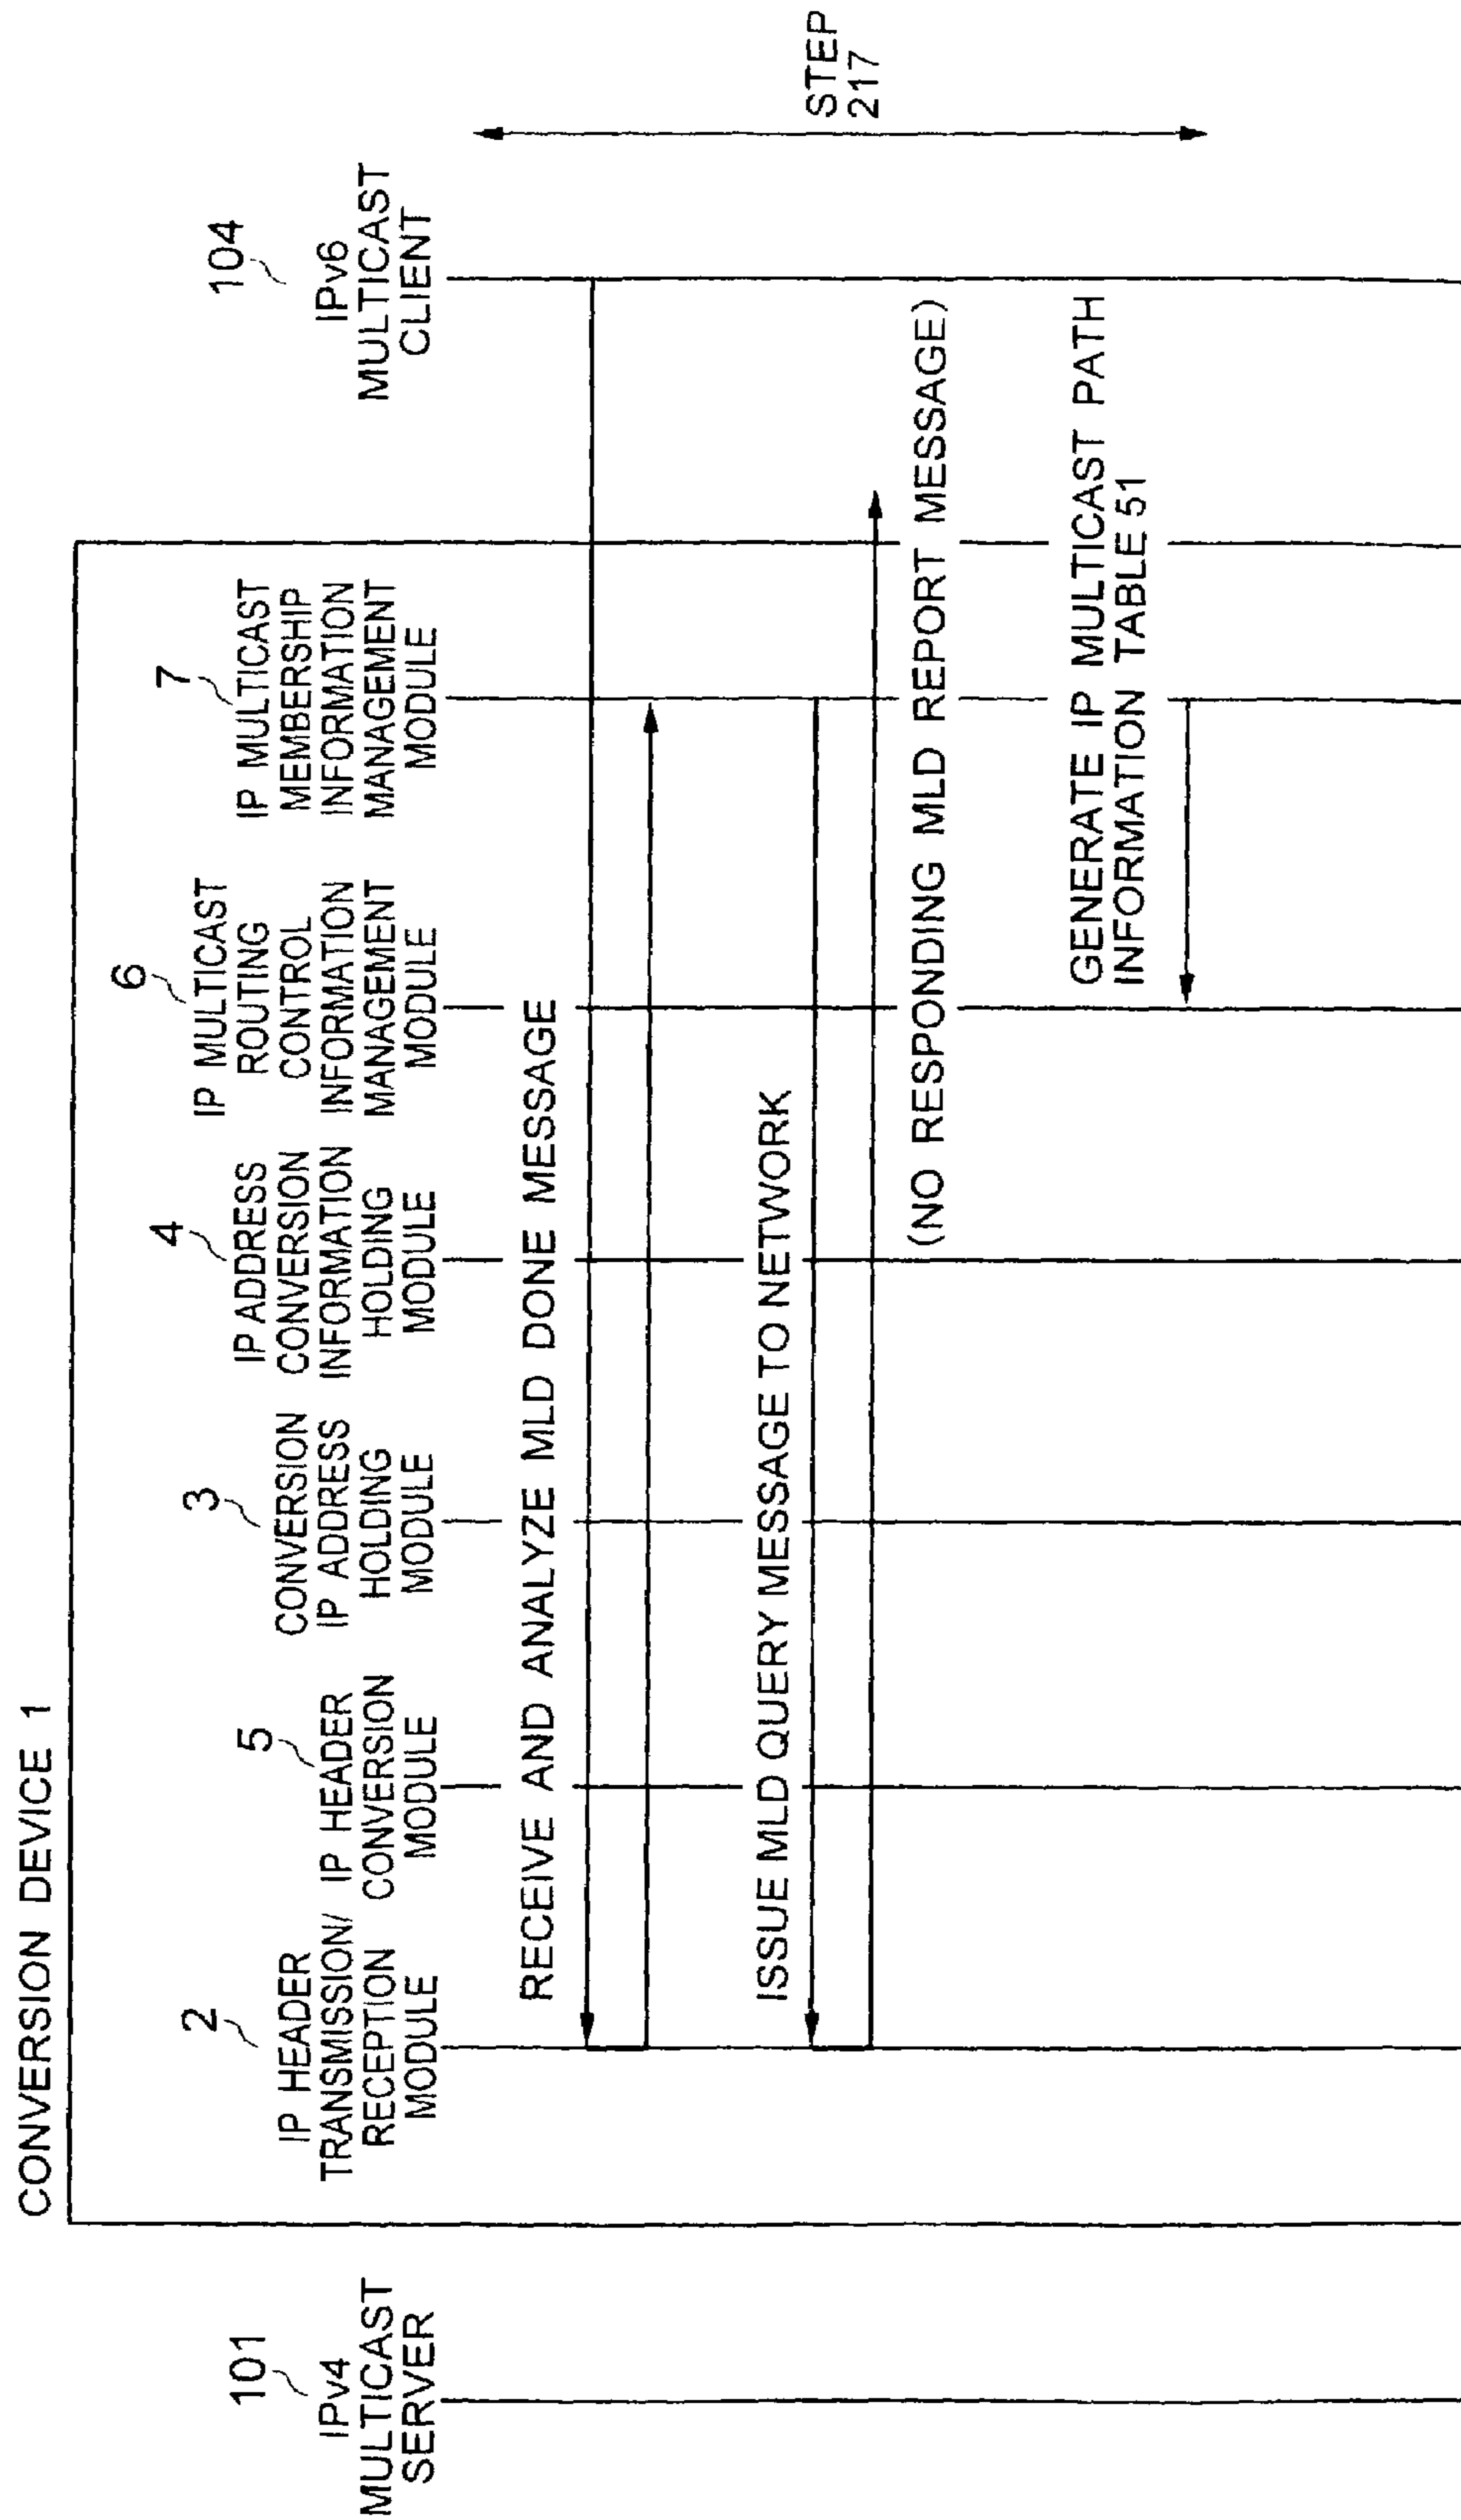 CONVERSION DEVICE 1
101
IPv4
MULTICAST
SERVER
2
IP HEADER
TRANSMISSION/
RECEPTION
MODULE
5
IP HEADER
CONVERSION
MODULE
3
CONVERSION
IP ADDRESS
HOLDING
MODULE
4
IP ADDRESS
CONVERSION
INFORMATION
HOLDING
MODULE
6
IP MULTICAST
ROUTING
CONTROL
INFORMATION
MANAGEMENT
MODULE
7
IP MULTICAST
MEMBERSHIP
INFORMATION
MANAGEMENT
MODULE
104
IPv6
MULTICAST
CLIENT
RECEIVE AND ANALYZE MLD DONE MESSAGE
ISSUE MLD QUERY MESSAGE TO NETWORK
(NO RESPONDING MLD REPORT MESSAGE)
GENERATE IP MULTICAST PATH
INFORMATION TABLE 51
STEP
217